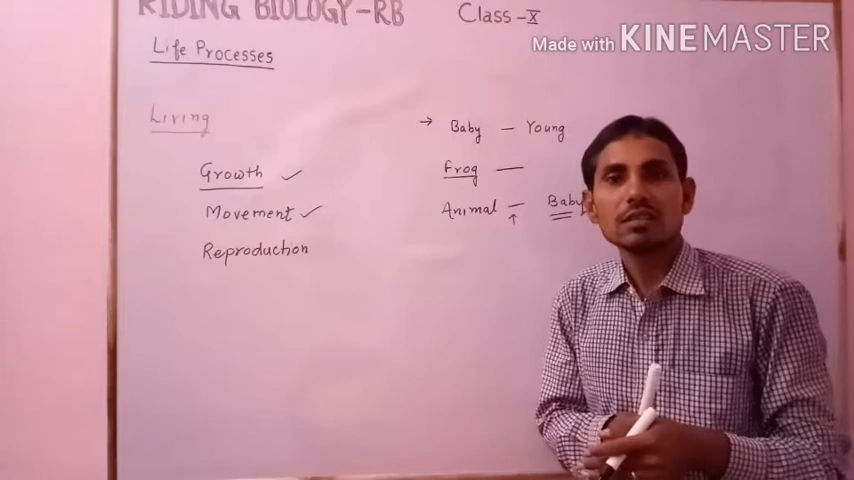 RIDING BIOLOGY-RB Class-X
Made with KINEMASTER
Life Processes
Living
→ Baby - Young
Growth ✓ Frog —
Movement ✓ Animal — Baby
↑
Reproduction